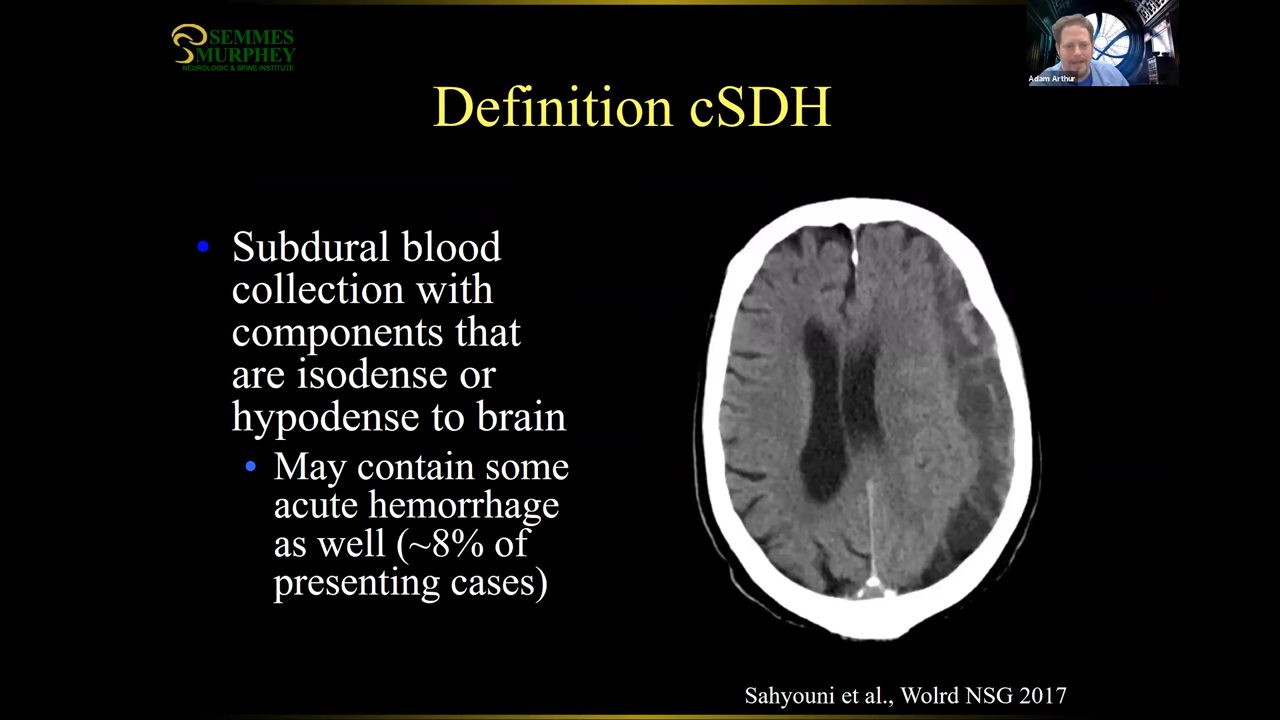 SEMMES
MURPHEY
NEUROLOGIC & SPINE INSTITUTE
Adam Arthur
Definition cSDH
Subdural blood
collection with
components that
are isodense or
hypodense to brain
May contain some
acute hemorrhage
as well (~8% of
presenting cases)
Sahyouni et al., Wolrd NSG 2017